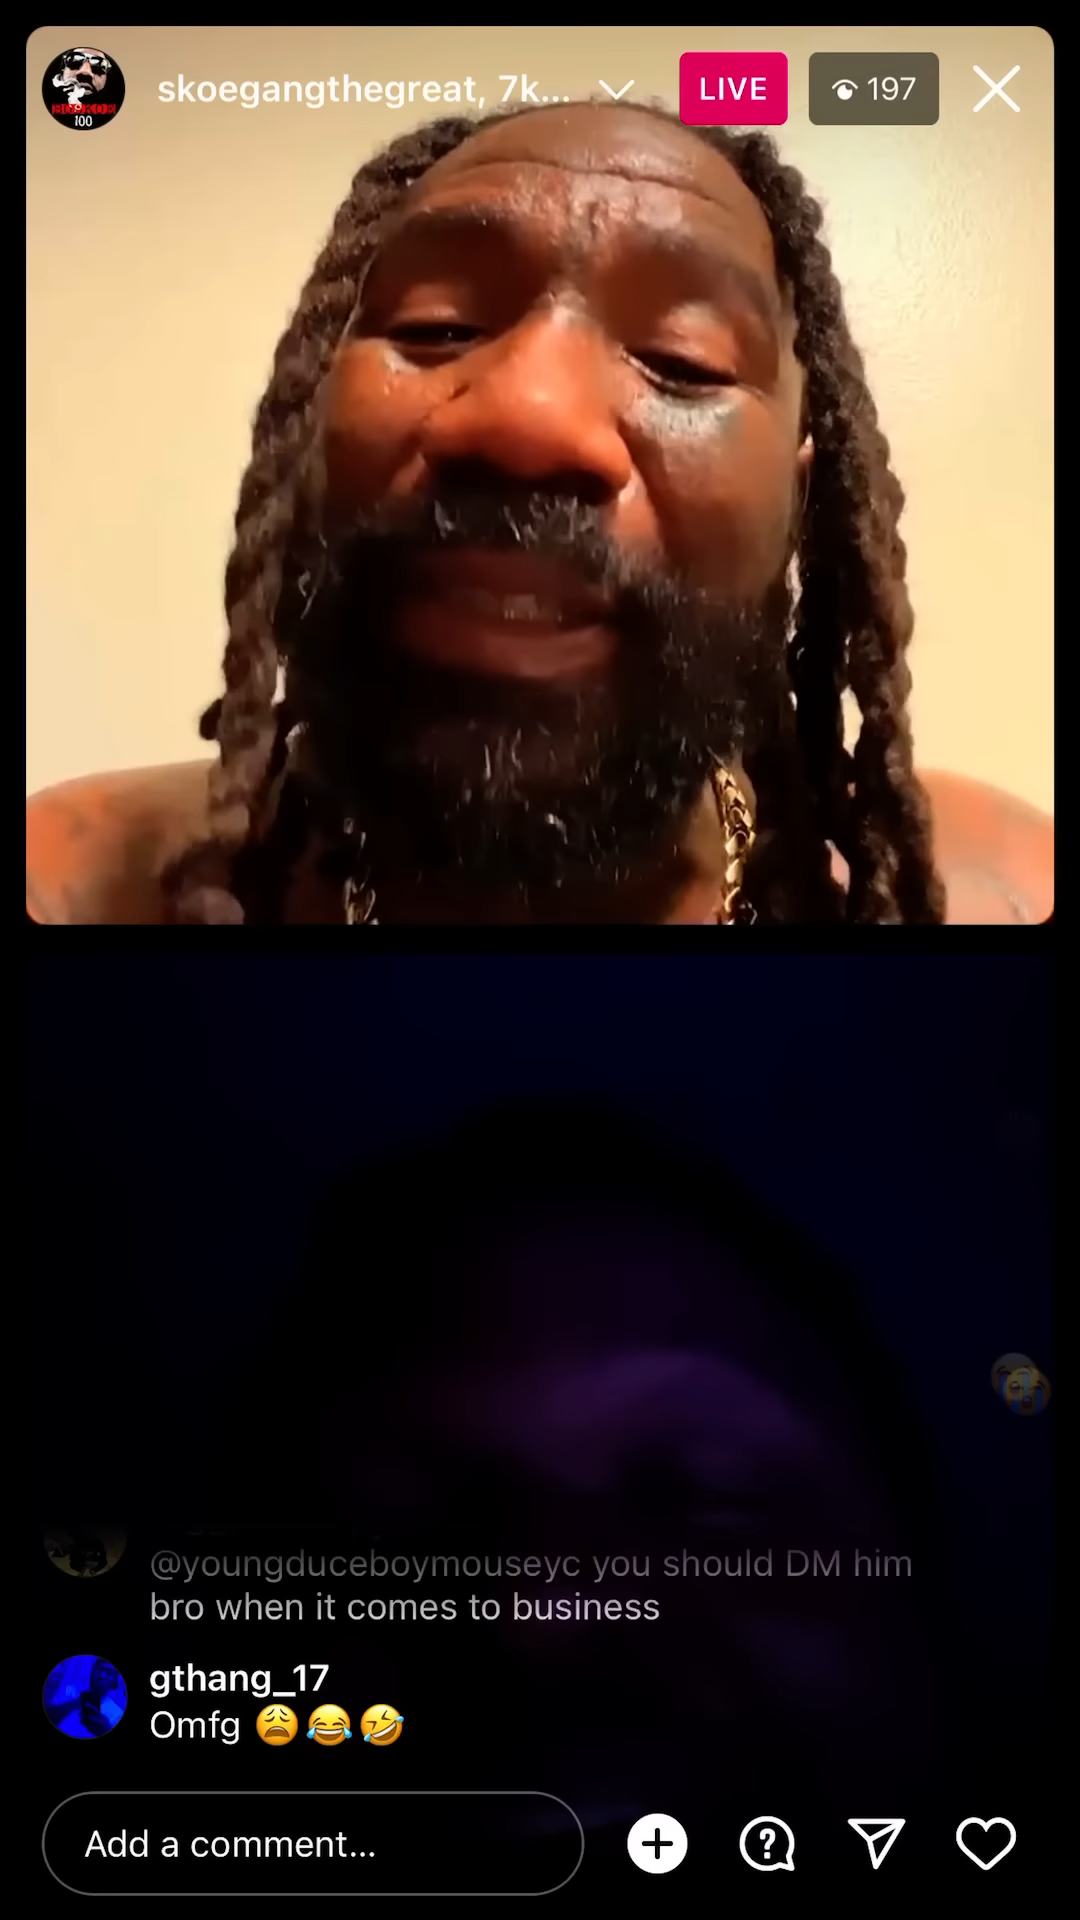 skoegangthegreat, 7k...
LIVE
197
100
@youngduceboymouseyc you should DM him
bro when it comes to business
gthang_17
Omfg 😩😂🤣
Add a comment...